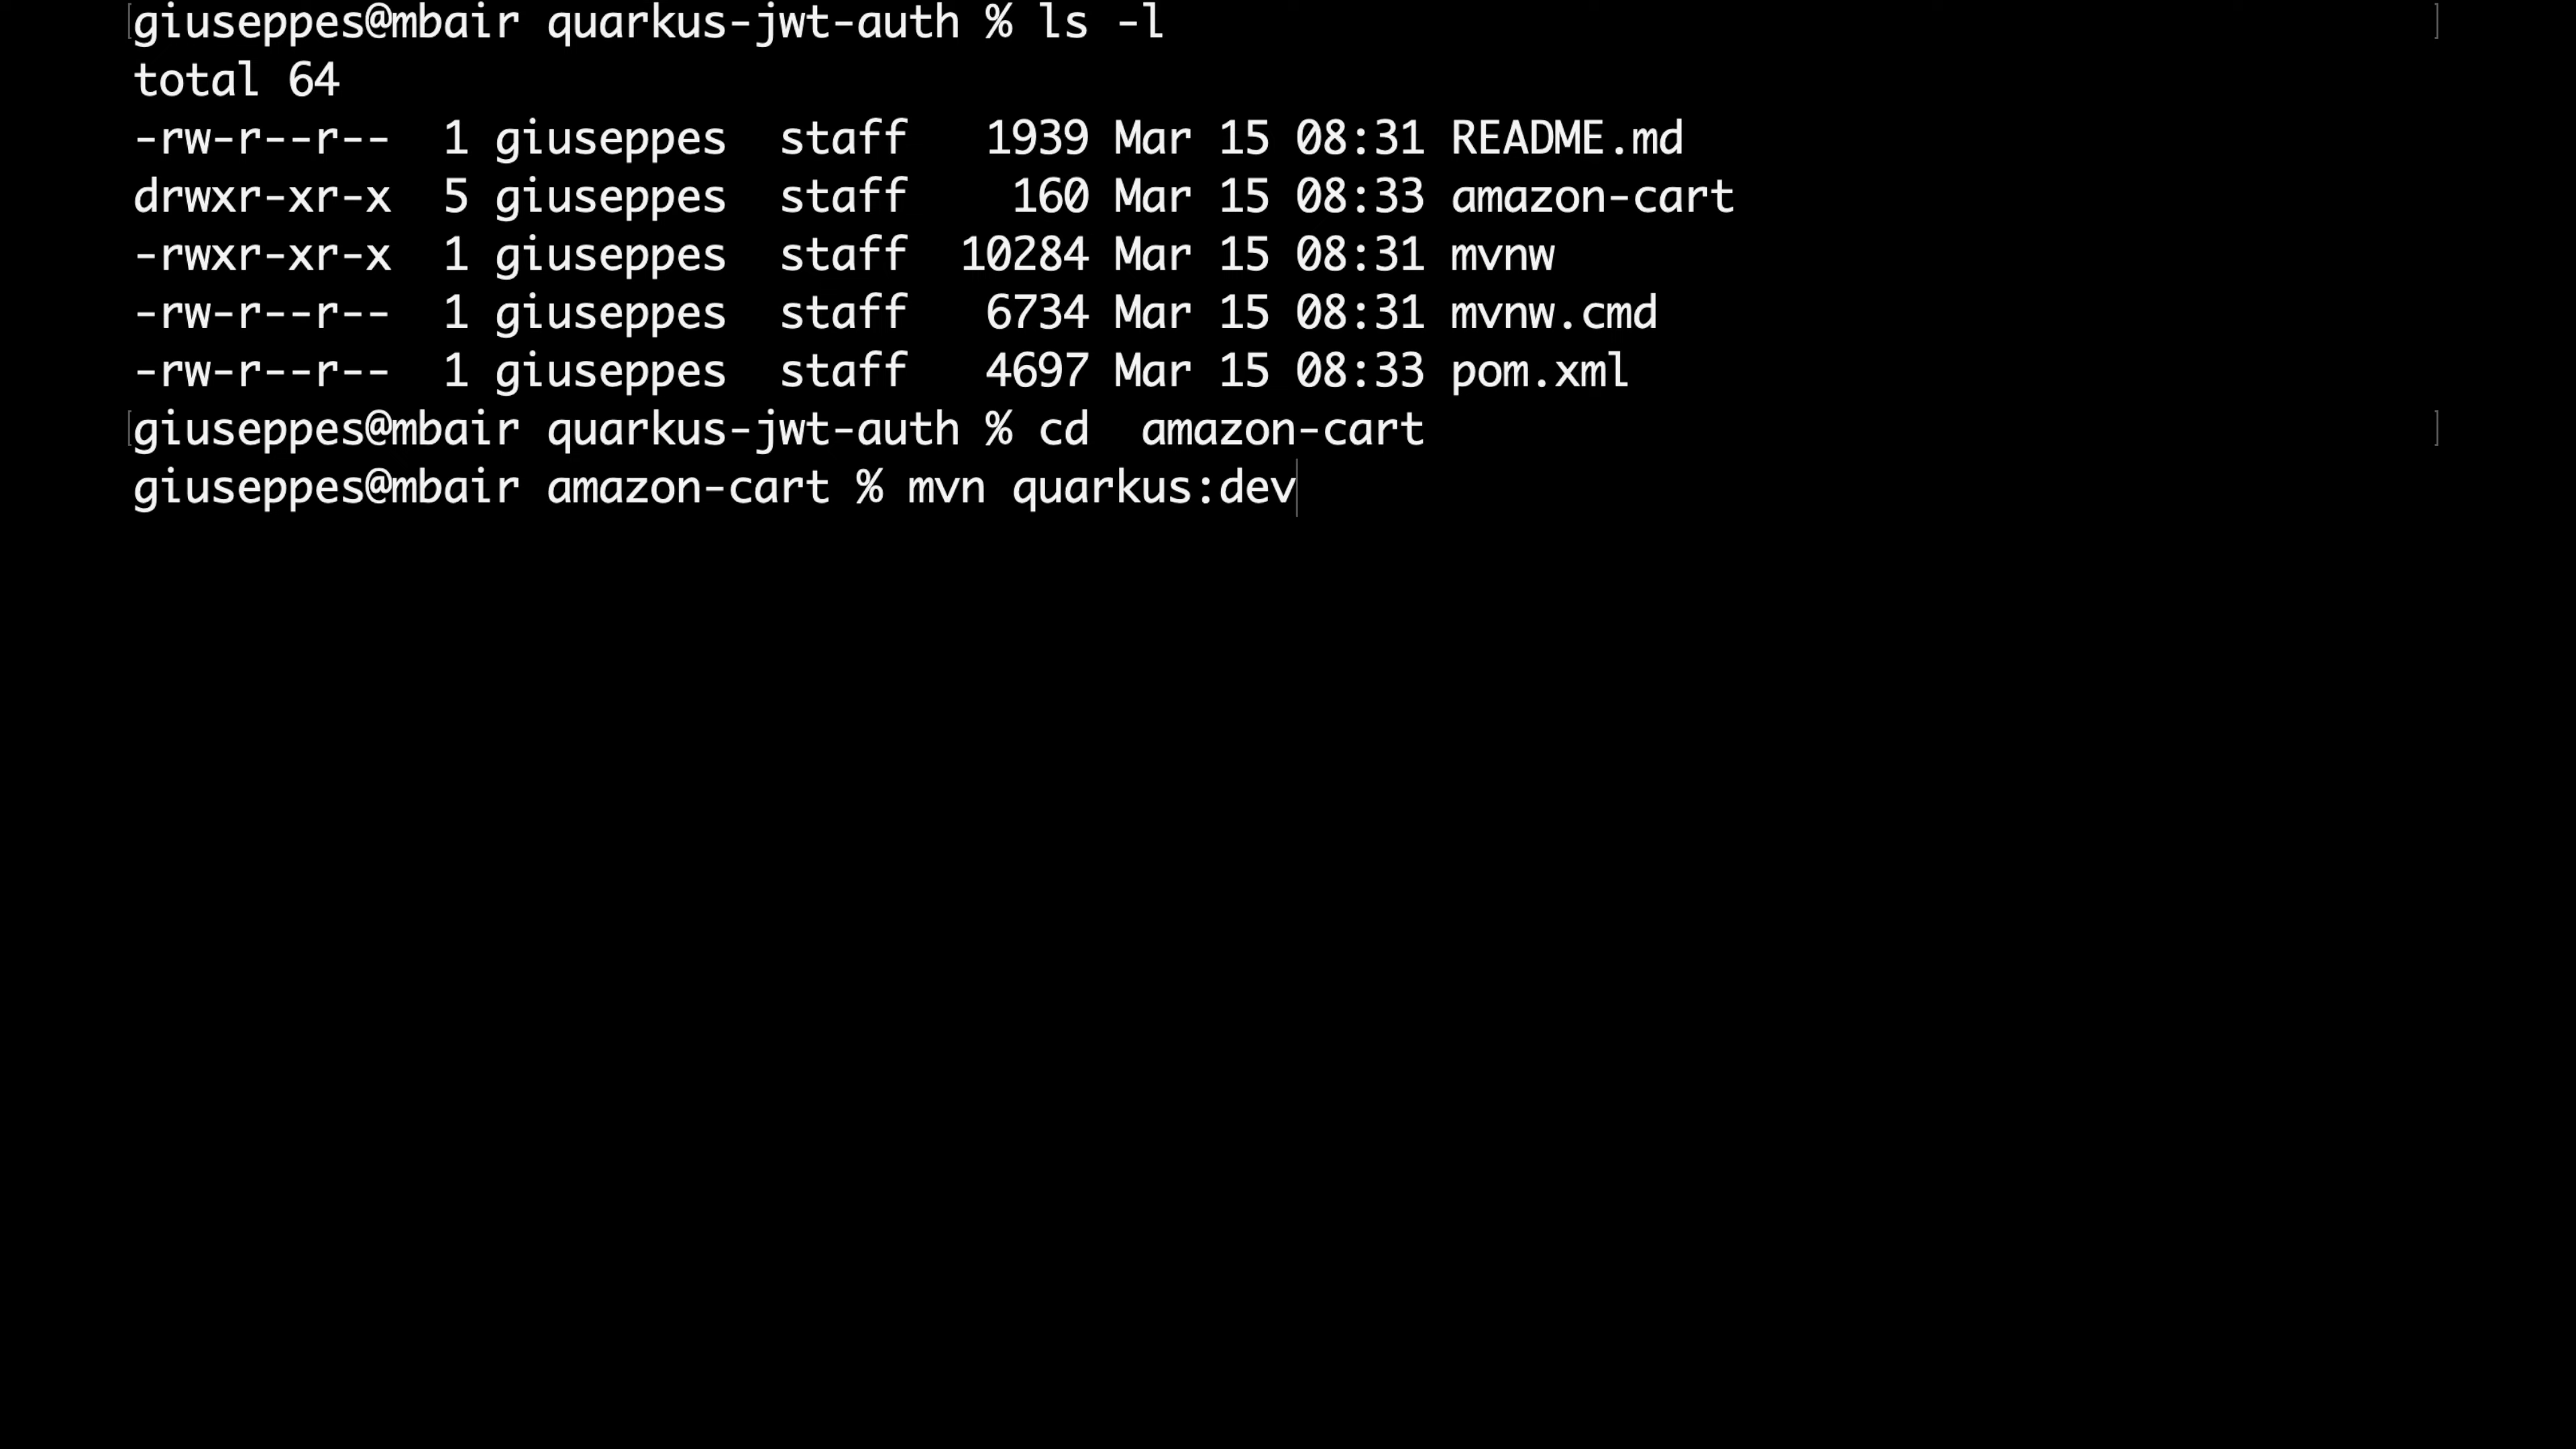 [giuseppes@mbair quarkus-jwt-auth % ls -l ]
total 64
-rw-r--r--  1 giuseppes  staff   1939 Mar 15 08:31 README.md
drwxr-xr-x  5 giuseppes  staff    160 Mar 15 08:33 amazon-cart
-rwxr-xr-x  1 giuseppes  staff  10284 Mar 15 08:31 mvnw
-rw-r--r--  1 giuseppes  staff   6734 Mar 15 08:31 mvnw.cmd
-rw-r--r--  1 giuseppes  staff   4697 Mar 15 08:33 pom.xml
[giuseppes@mbair quarkus-jwt-auth % cd  amazon-cart ]
giuseppes@mbair amazon-cart % mvn quarkus:dev